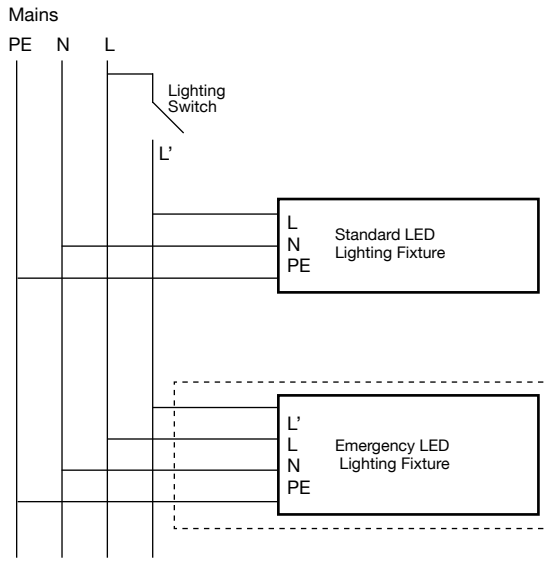 Mains
PE N L
Lighting
Switch
L’
L
N
PE
Standard LED
Lighting Fixture
L’
L
N
PE
Emergency LED
Lighting Fixture